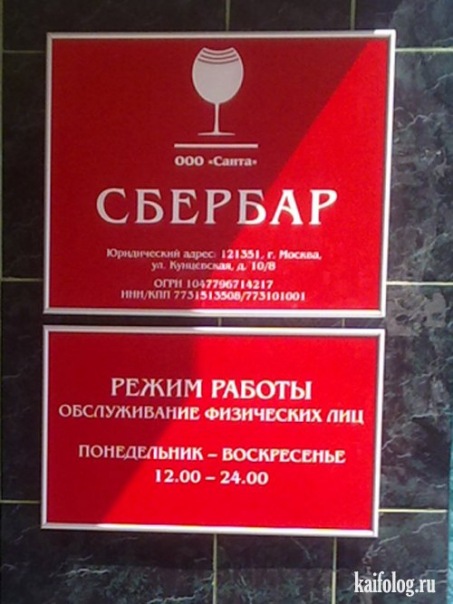 ООО «Санта»
СБЕРБАР
Юридический адрес: 121351, г. Москва,
ул. Кунцевская, д. 10/8
ОГРН 1047796714217
ИНН/КПП 7731513508/773101001
РЕЖИМ РАБОТЫ
ОБСЛУЖИВАНИЕ ФИЗИЧЕСКИХ ЛИЦ
ПОНЕДЕЛЬНИК – ВОСКРЕСЕНЬЕ
12.00 – 24.00
kaifolog.ru